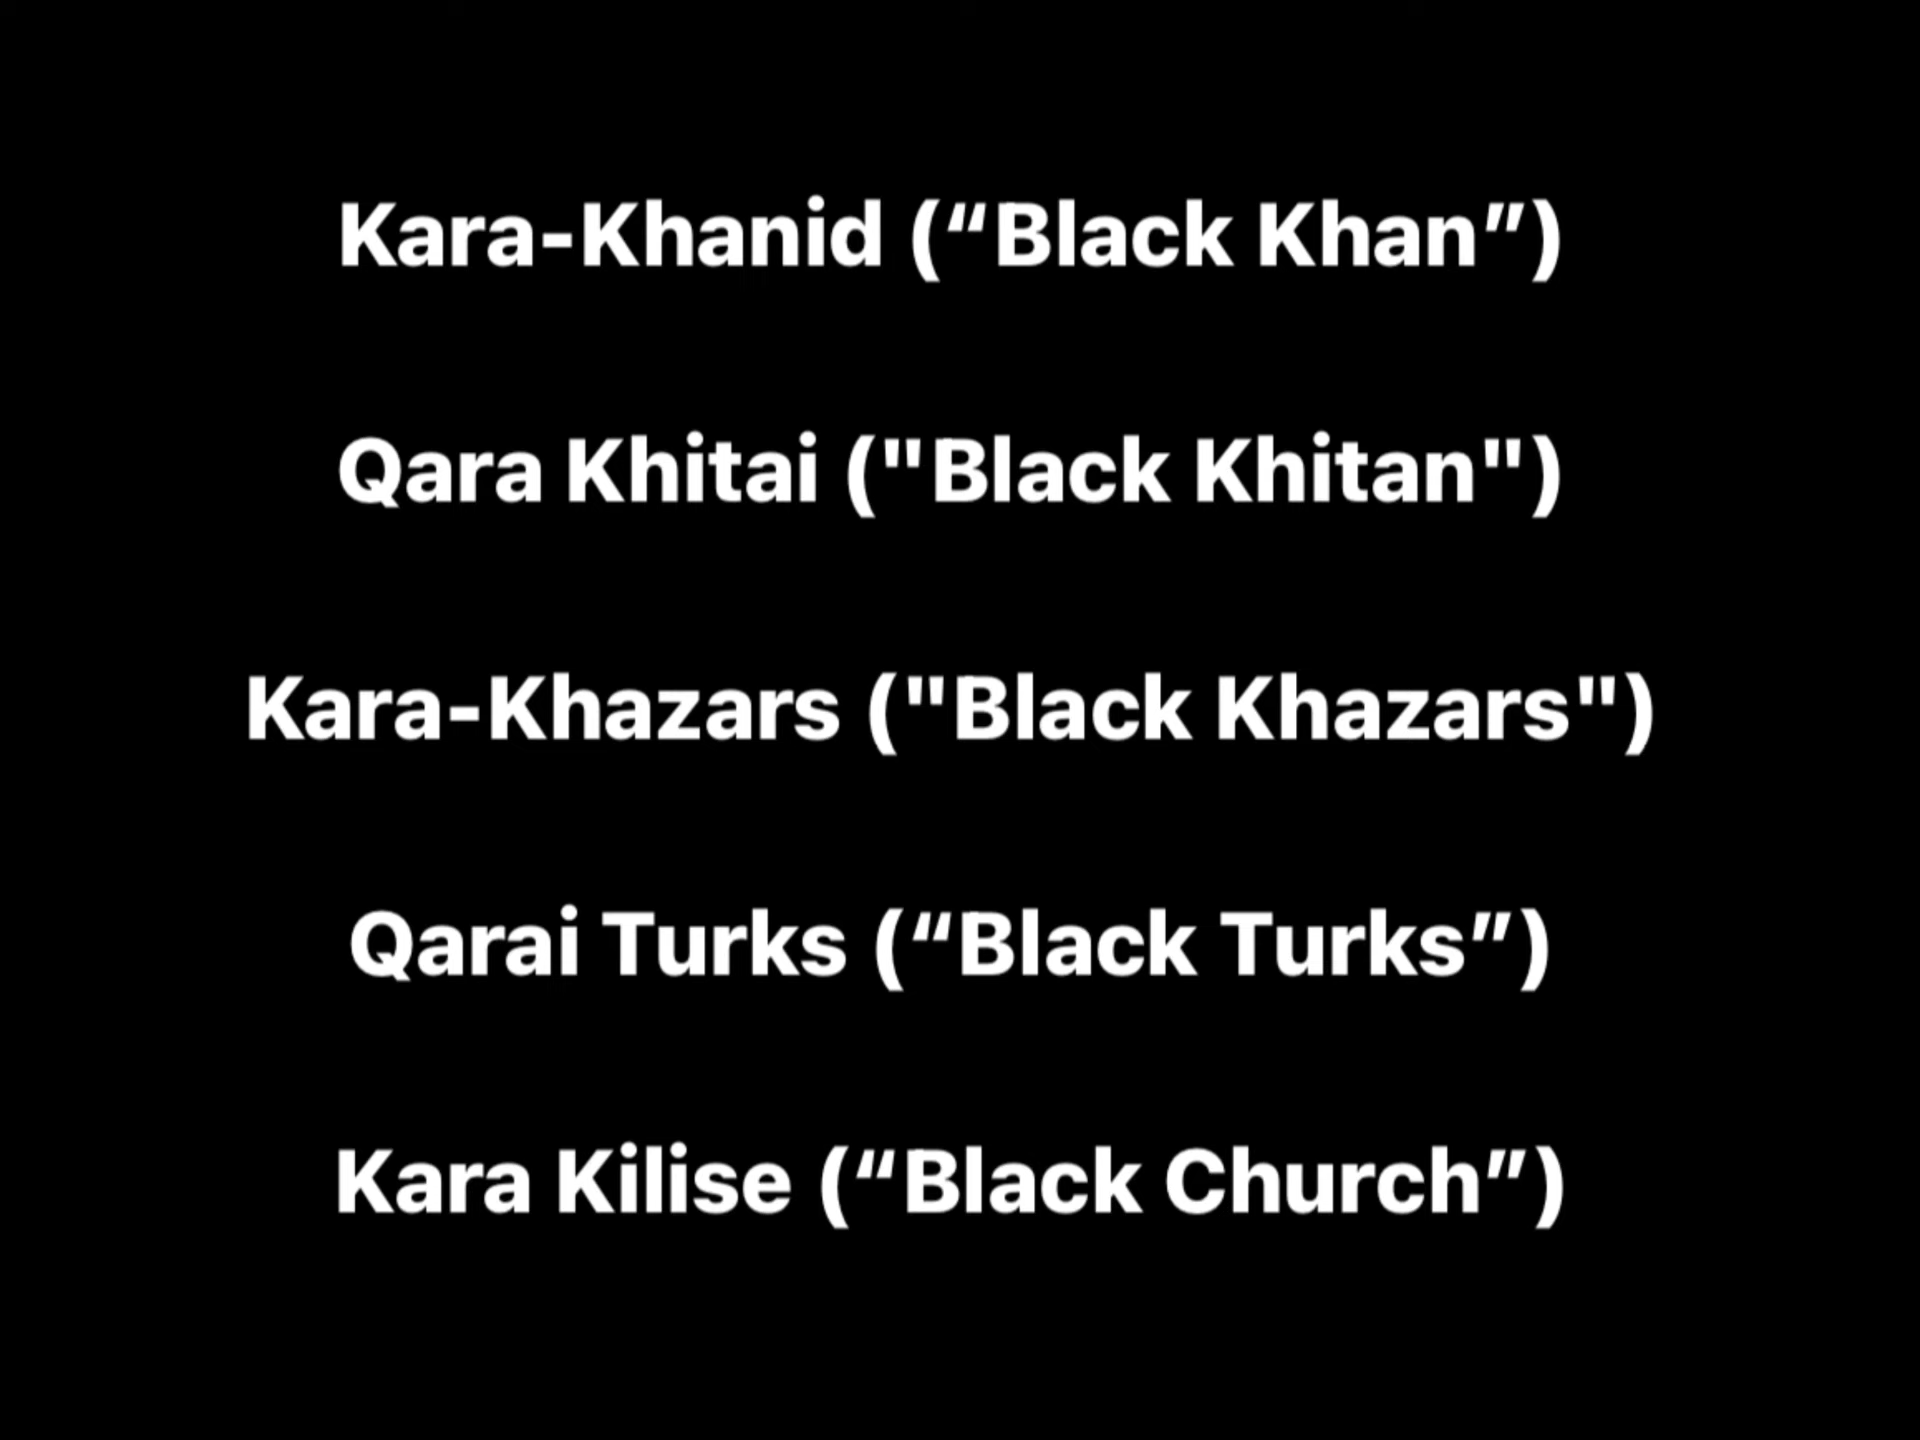 Kara-Khanid (“Black Khan”)
Qara Khitai ("Black Khitan")
Kara-Khazars ("Black Khazars")
Qarai Turks (“Black Turks”)
Kara Kilise (“Black Church”)